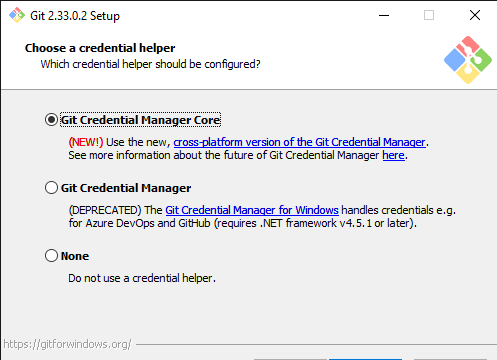 Git 2.33.0.2 Setup
Choose a credential helper
Which credential helper should be configured?
Git Credential Manager Core
(NEW!) Use the new, cross-platform version of the Git Credential Manager.
See more information about the future of Git Credential Manager here.
Git Credential Manager
(DEPRECATED) The Git Credential Manager for Windows handles credentials e.g.
for Azure DevOps and GitHub (requires .NET framework v4.5.1 or later).
None
Do not use a credential helper.
https://gitforwindows.org/